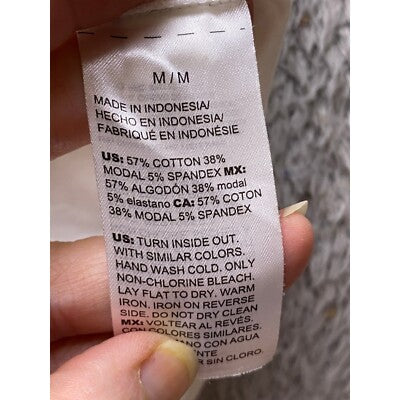 M/M
MADE IN INDONESIA/
HECHO EN INDONESIA/
FABRIQUÉ EN INDONÉSIE
US: 57% COTTON 38%
MODAL 5% SPANDEX MX:
57% ALGODÓN 38% modal
5% elastano CA: 57% COTON
38% MODAL 5% SPANDEX
US: TURN INSIDE OUT.
WITH SIMILAR COLORS.
HAND WASH COLD. ONLY
NON-CHLORINE BLEACH.
LAY FLAT TO DRY. WARM
IRON. IRON ON REVERSE
SIDE. DO NOT DRY CLEAN
MX: VOLTEAR AL REVÉS.
CON COLORES SIMILARES.
MANO CON AGUA
SIN CLORO.